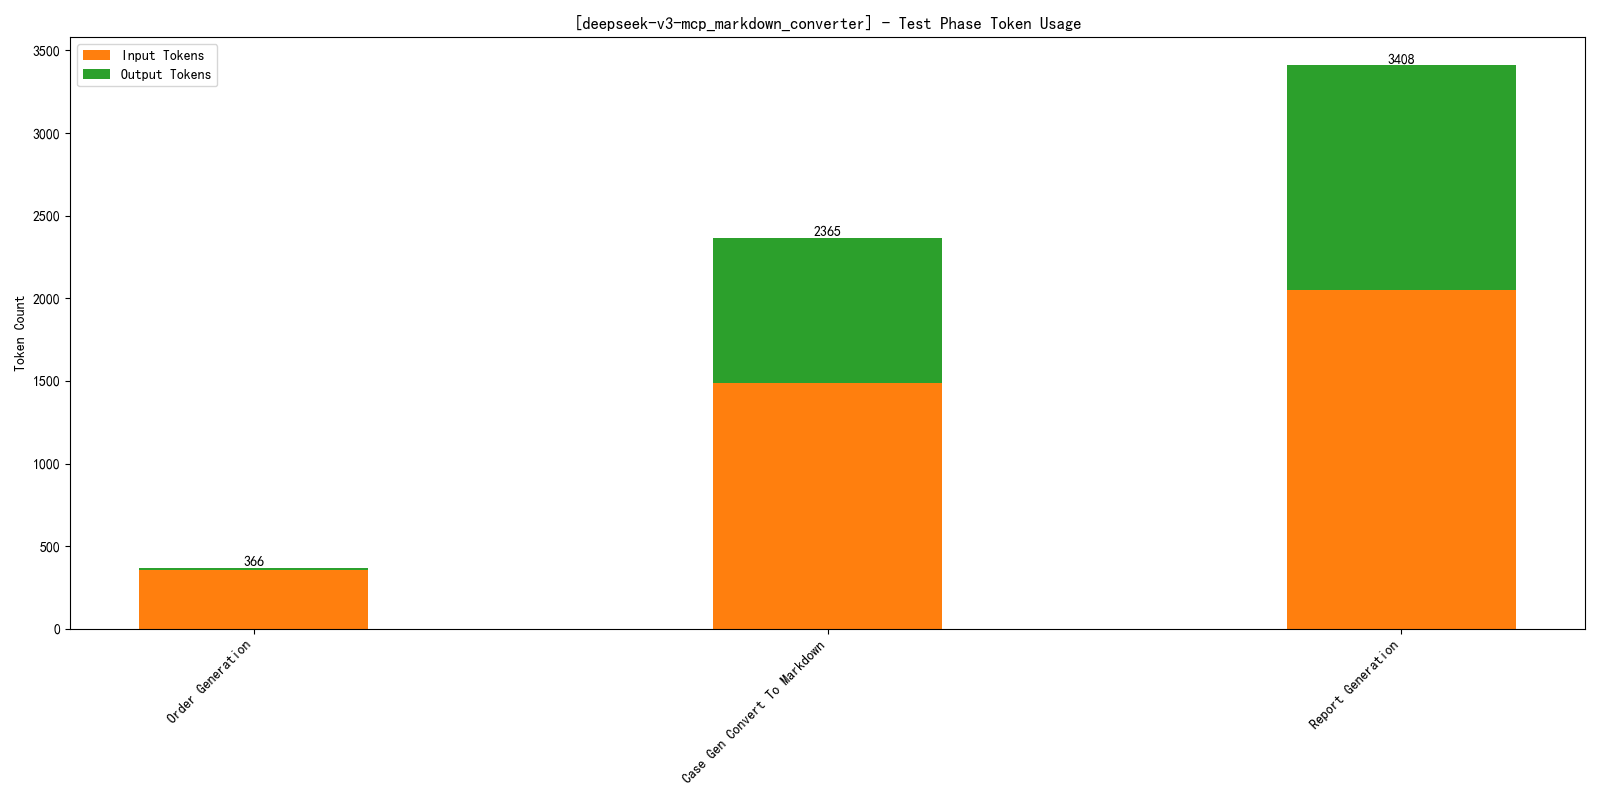 [deepseek-v3-mcp_markdown_converter] - Test Phase Token Usage
Input Tokens
Output Tokens
3500
3000
2500
2000
1500
1000
500
0
Token Count
366
2365
3408
Order Generation
Case Gen Convert To Markdown
Report Generation